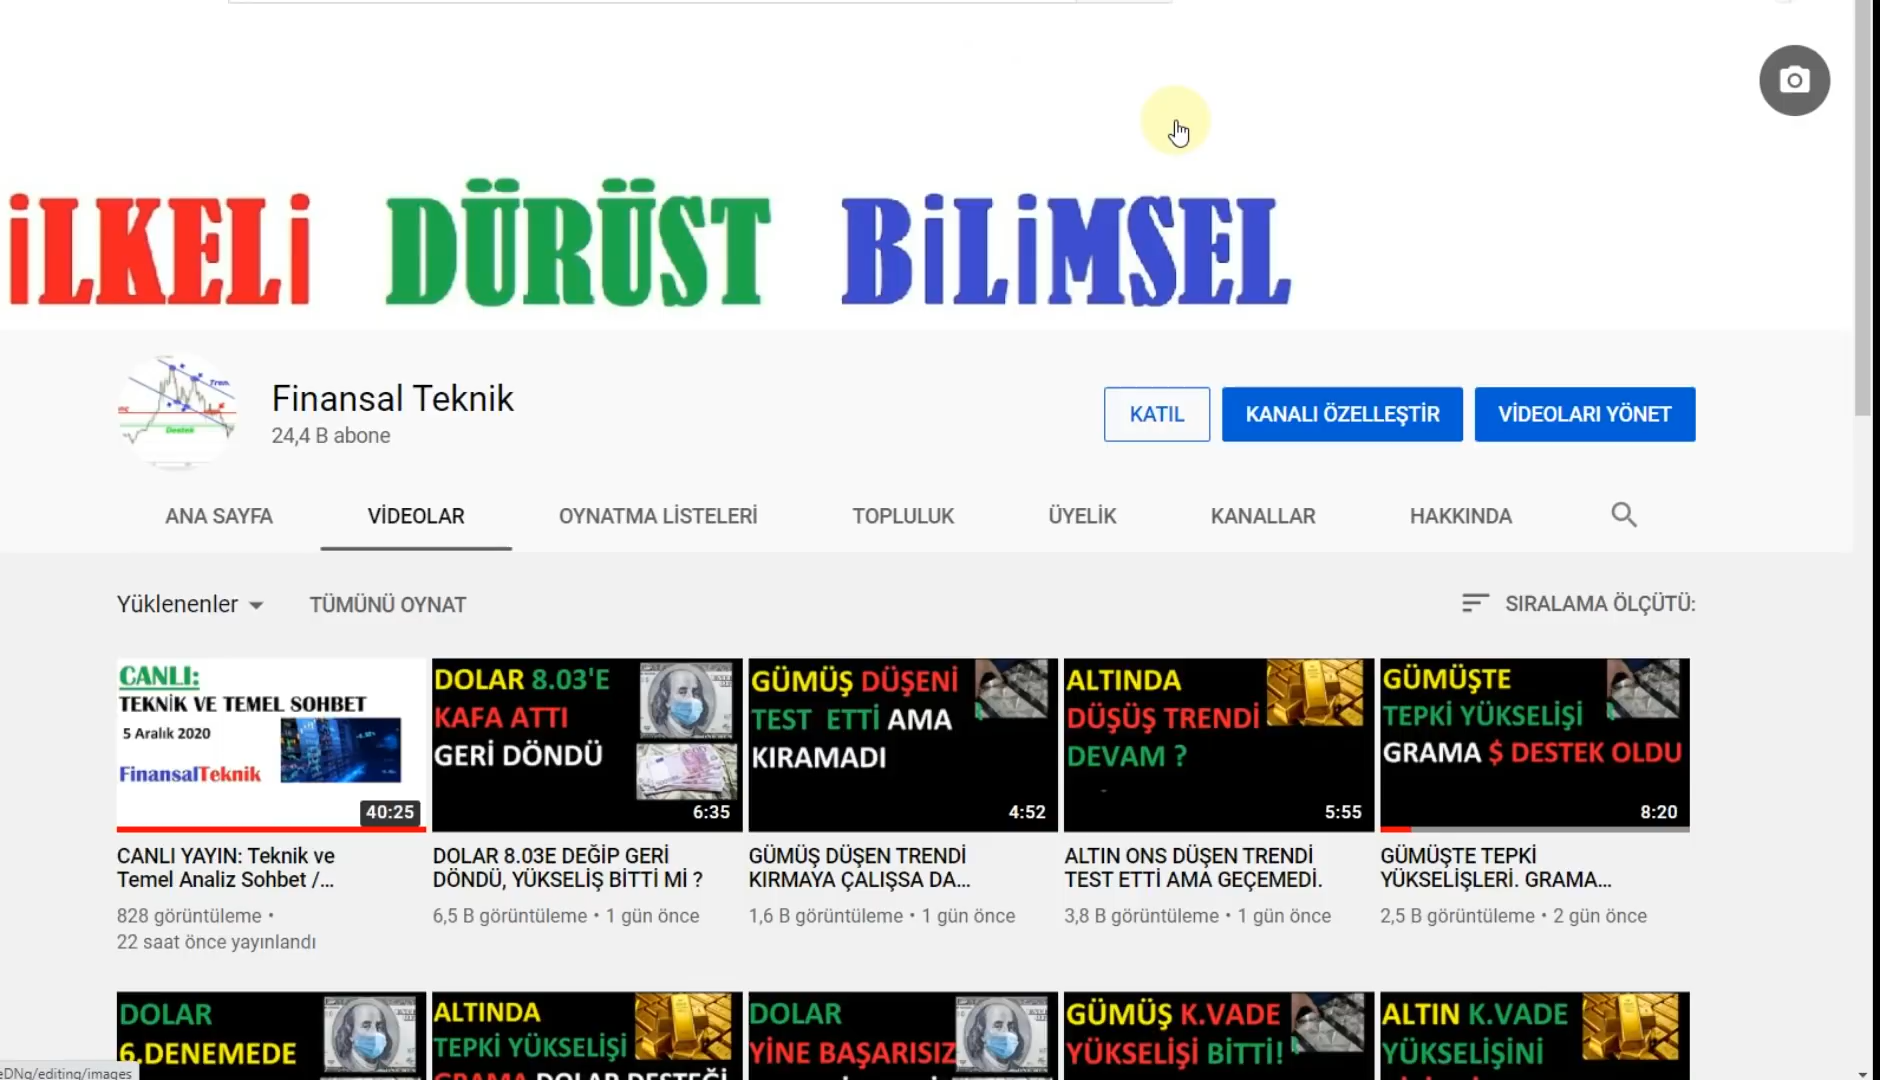 İLKELİ DÜRÜST BİLİMSEL
Finansal Teknik
24,4 B abone
KATIL
KANALI ÖZELLEŞTİR
VİDEOLARI YÖNET
ANA SAYFA
VİDEOLAR
OYNATMA LİSTELERİ
TOPLULUK
ÜYELİK
KANALLAR
HAKKINDA
Yüklenenler
TÜMÜNÜ OYNAT
SIRALAMA ÖLÇÜTÜ:
CANLI:
TEKNİK VE TEMEL SOHBET
5 Aralık 2020
FinansalTeknik
40:25
CANLI YAYIN: Teknik ve
Temel Analiz Sohbet /...
828 görüntüleme •
22 saat önce yayınlandı
DOLAR 8.03'E
KAFA ATTI
GERİ DÖNDÜ
6:35
DOLAR 8.03E DEĞİP GERİ
DÖNDÜ, YÜKSELİŞ BİTTİ Mİ ?
6,5 B görüntüleme • 1 gün önce
GÜMÜŞ DÜŞENİ
TEST ETTİ AMA
KIRAMADI
4:52
GÜMÜŞ DÜŞEN TRENDİ
KIRMAYA ÇALIŞSA DA...
1,6 B görüntüleme • 1 gün önce
ALTINDA
DÜŞÜŞ TRENDİ
DEVAM ?
5:55
ALTIN ONS DÜŞEN TRENDİ
TEST ETTİ AMA GEÇEMEDİ.
3,8 B görüntüleme • 1 gün önce
GÜMÜŞTE
TEPKİ YÜKSELİŞİ
GRAMA $ DESTEK OLDU
8:20
GÜMÜŞTE TEPKİ
YÜKSELİŞLERİ. GRAMA...
2,5 B görüntüleme • 2 gün önce
DOLAR
6.DENEMEDE
ALTINDA
TEPKİ YÜKSELİŞİ
GRAMA DOLAR DESTEĞİ
DOLAR
YİNE BAŞARISIZ
GÜMÜŞ K.VADE
YÜKSELİŞİ BİTTİ!
ALTIN K.VADE
YÜKSELİŞİNİ
eDNg/editing/images